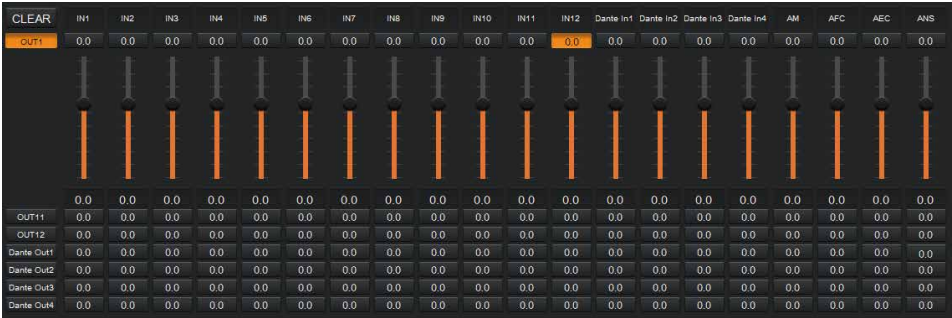 CLEAR IN1 IN2 IN3 IN4 IN5 IN6 IN7 IN8 IN9 IN10 IN11 IN12 Dante In1 Dante In2 Dante In3 Dante In4 AM AFC AEC ANS
OUT1 0.0 0.0 0.0 0.0 0.0 0.0 0.0 0.0 0.0 0.0 0.0 0.0 0.0 0.0 0.0 0.0 0.0 0.0 0.0 0.0
0.0 0.0 0.0 0.0 0.0 0.0 0.0 0.0 0.0 0.0 0.0 0.0 0.0 0.0 0.0 0.0 0.0 0.0 0.0 0.0
OUT11 0.0 0.0 0.0 0.0 0.0 0.0 0.0 0.0 0.0 0.0 0.0 0.0 0.0 0.0 0.0 0.0 0.0 0.0 0.0 0.0
OUT12 0.0 0.0 0.0 0.0 0.0 0.0 0.0 0.0 0.0 0.0 0.0 0.0 0.0 0.0 0.0 0.0 0.0 0.0 0.0 0.0
Dante Out1 0.0 0.0 0.0 0.0 0.0 0.0 0.0 0.0 0.0 0.0 0.0 0.0 0.0 0.0 0.0 0.0 0.0 0.0 0.0 0.0
Dante Out2 0.0 0.0 0.0 0.0 0.0 0.0 0.0 0.0 0.0 0.0 0.0 0.0 0.0 0.0 0.0 0.0 0.0 0.0 0.0 0.0
Dante Out3 0.0 0.0 0.0 0.0 0.0 0.0 0.0 0.0 0.0 0.0 0.0 0.0 0.0 0.0 0.0 0.0 0.0 0.0 0.0 0.0
Dante Out4 0.0 0.0 0.0 0.0 0.0 0.0 0.0 0.0 0.0 0.0 0.0 0.0 0.0 0.0 0.0 0.0 0.0 0.0 0.0 0.0